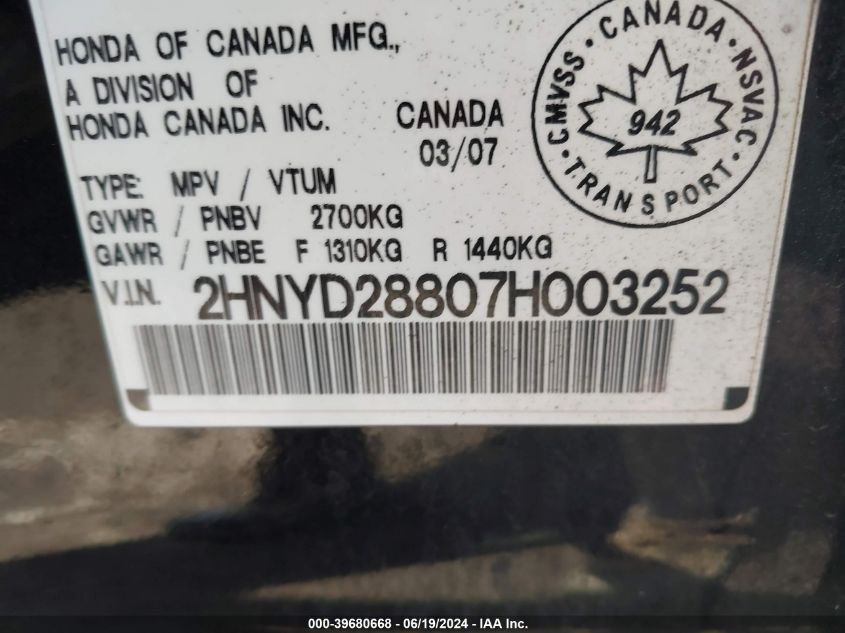 HONDA OF CANADA MFG.,
A DIVISION OF
HONDA CANADA INC. CANADA
03/07
TYPE: MPV / VTUM
GVWR / PNBV 2700KG
GAWR / PNBE F 1310KG R 1440KG
V.I.N. 2HNYD28807H003252
CMVSS · CANADA · NSVAC · TRANSPORT ·
942
000-39680668 - 06/19/2024 - IAA Inc.